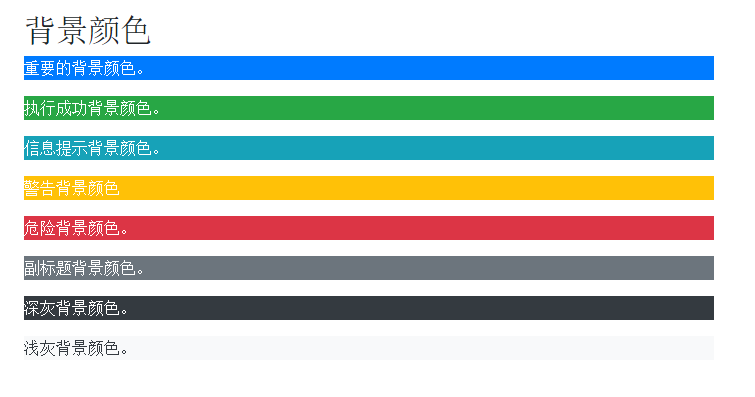 背景颜色
重要的背景颜色。
执行成功背景颜色。
信息提示背景颜色。
警告背景颜色
危险背景颜色。
副标题背景颜色。
深灰背景颜色。
浅灰背景颜色。